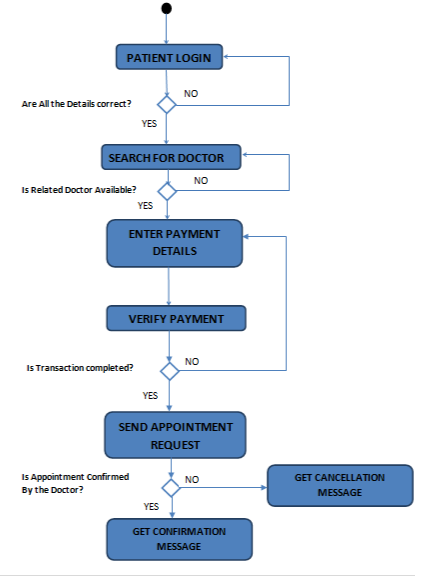 PATIENT LOGIN
NO
Are All the Details correct?
YES
SEARCH FOR DOCTOR
NO
Is Related Doctor Available?
YES
ENTER PAYMENT
DETAILS
VERIFY PAYMENT
NO
Is Transaction completed?
YES
SEND APPOINTMENT
REQUEST
Is Appointment Confirmed
By the Doctor?
NO
GET CANCELLATION
MESSAGE
YES
GET CONFIRMATION
MESSAGE